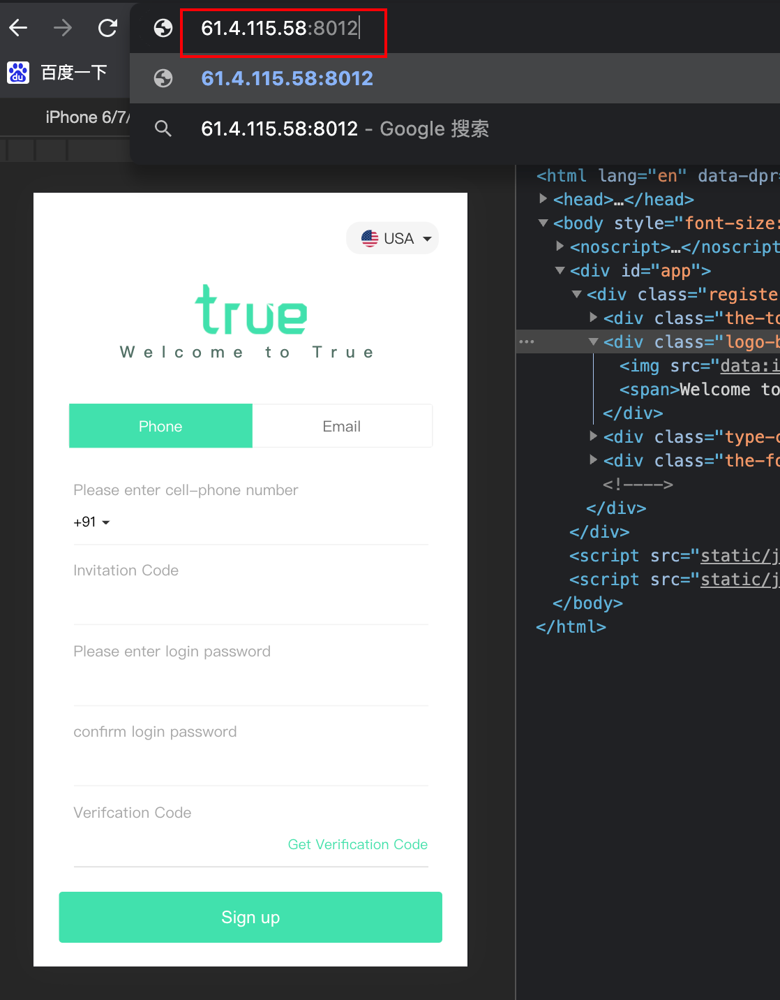 61.4.115.58:8012
百度一下
61.4.115.58:8012
iPhone 6/7/
61.4.115.58:8012 - Google 搜索
USA
true
Welcome to True
Phone
Email
Please enter cell-phone number
+91
Invitation Code
Please enter login password
confirm login password
Verifcation Code
Get Verification Code
Sign up
<html lang="en" data-dpr=
<head>…</head>
<body style="font-size:
<noscript>…</noscript
<div id="app">
<div class="registe
<div class="the-to
<div class="logo-b
<img src="data:i
<span>Welcome to
</div>
<div class="type-c
<div class="the-fo
<!---->
</div>
</div>
<script src="static/j
<script src="static/j
</body>
</html>